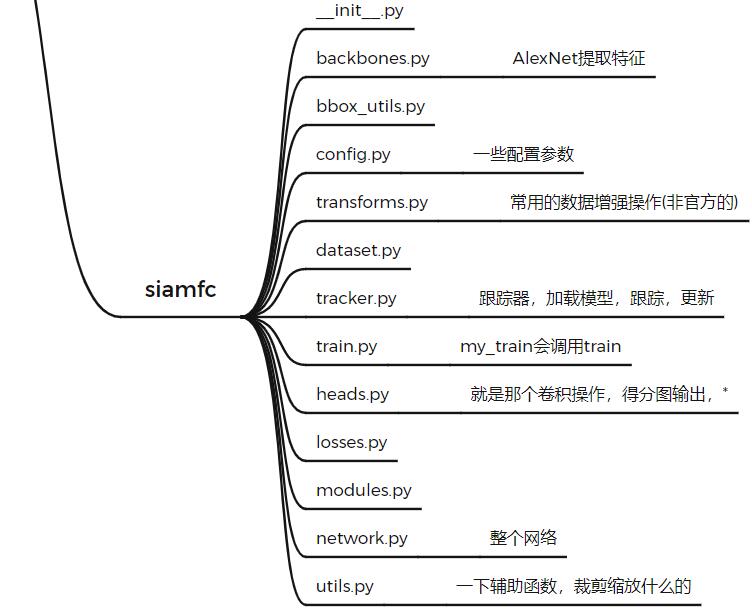 __init__.py
backbones.py AlexNet提取特征
bbox_utils.py
config.py 一些配置参数
transforms.py 常用的数据增强操作(非官方的)
dataset.py
siamfc
tracker.py 跟踪器，加载模型，跟踪，更新
train.py my_train会调用train
heads.py 就是那个卷积操作，得分图输出，*
losses.py
modules.py
network.py 整个网络
utils.py 一下辅助函数，裁剪缩放什么的